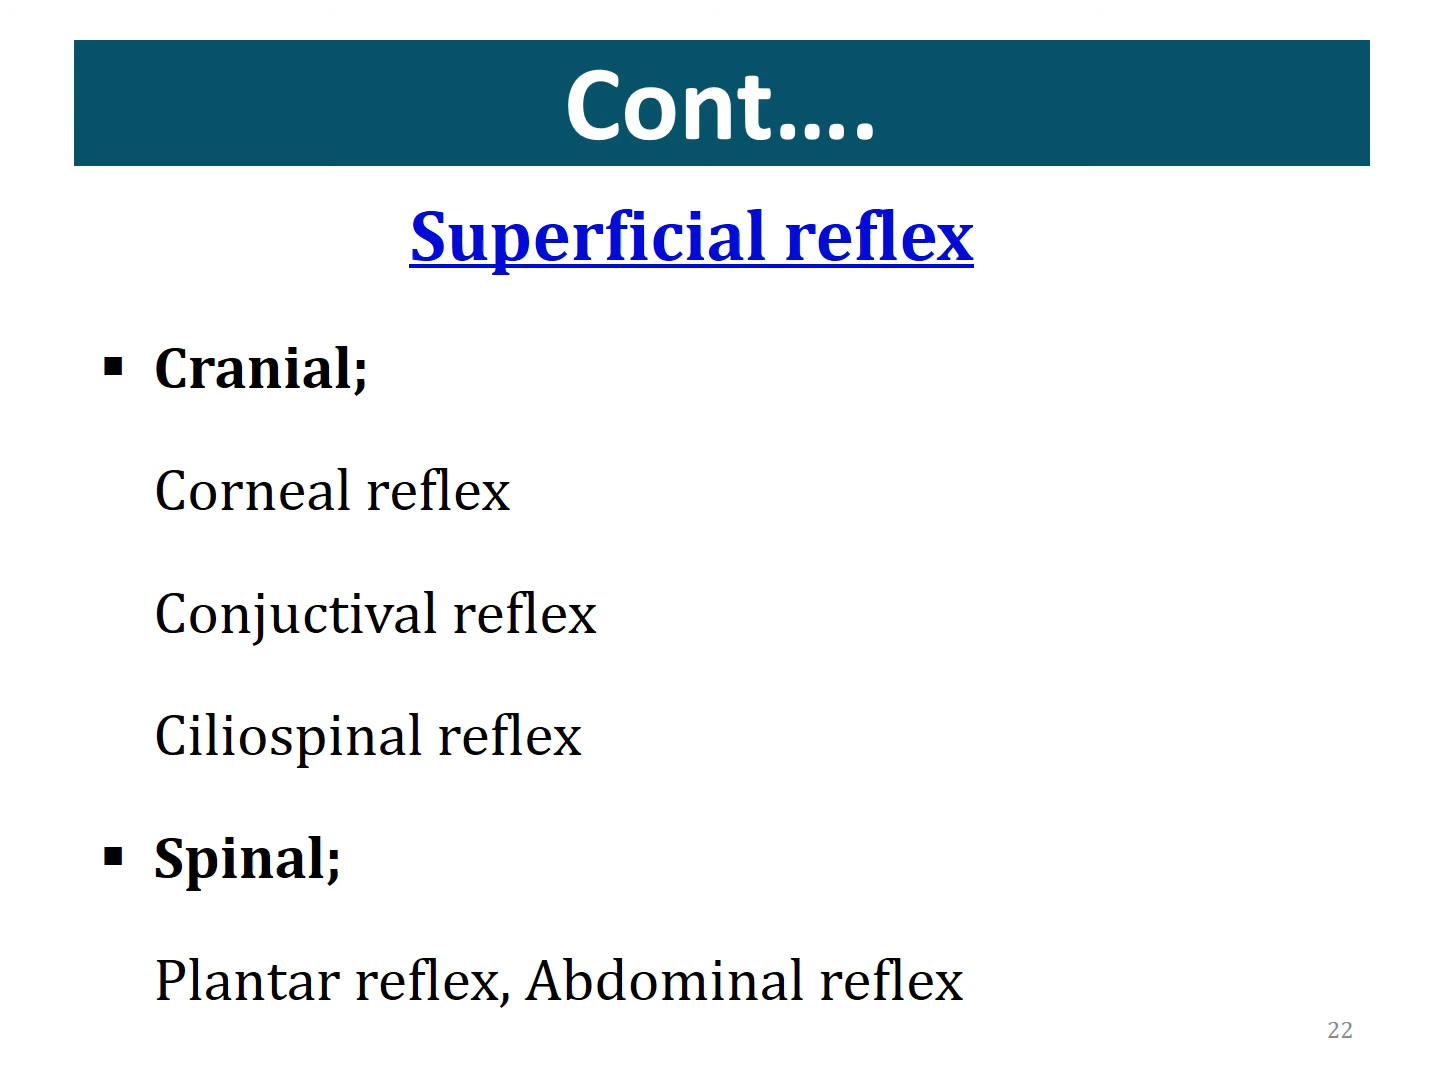 Cont....
Superficial reflex
▪ Cranial;
Corneal reflex
Conjuctival reflex
Ciliospinal reflex
▪ Spinal;
Plantar reflex, Abdominal reflex
22